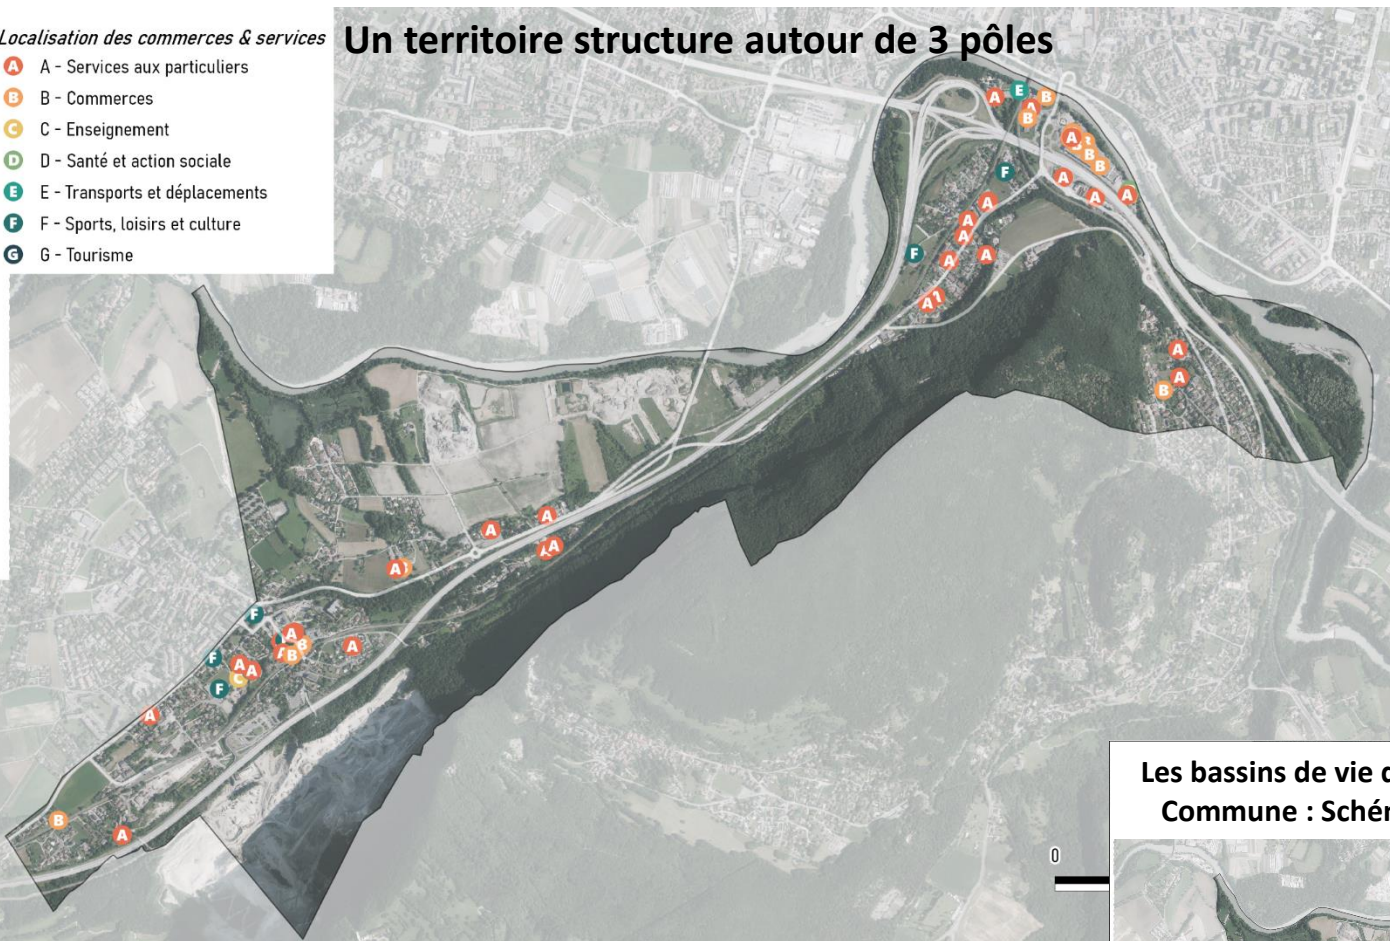 Localisation des commerces & services
Un territoire structure autour de 3 pôles
A A - Services aux particuliers
B B - Commerces
C C - Enseignement
D D - Santé et action sociale
E E - Transports et déplacements
F F - Sports, loisirs et culture
G G - Tourisme
A E B
A
B
A
B
B
F A
A A
A
A
A
F A A
A
A
A
B
A
A
A
A
F
A
B
F A A B A
A
C
F
A
B
A
Les bassins de vie
Commune :
0